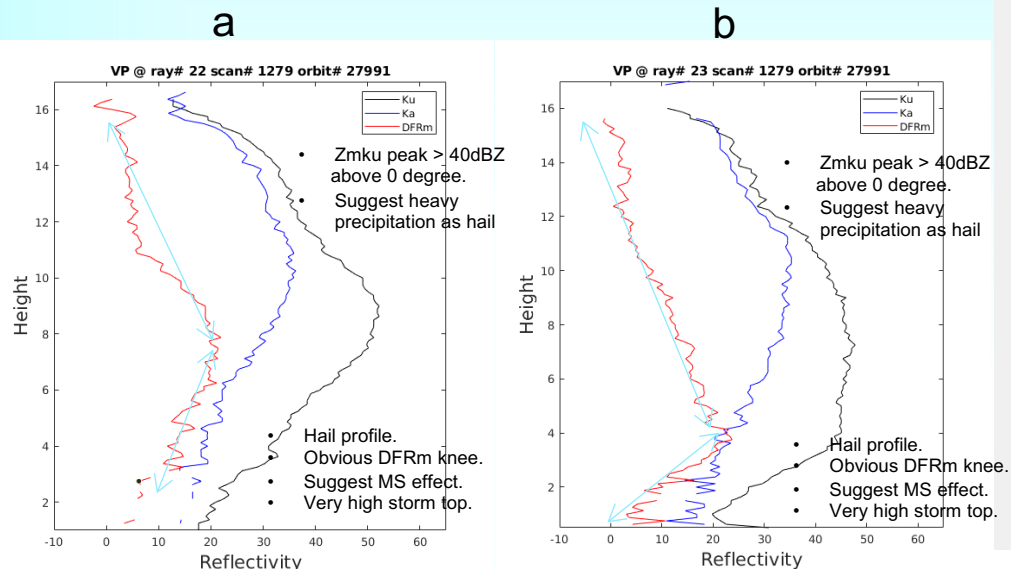 a
b
VP @ ray# 22 scan# 1279 orbit# 27991
Ku
Ka
DFRm
16
14
12
10
8
6
4
2
Height
-10 0 10 20 30 40 50 60
Reflectivity
• Zmku peak > 40dBZ
above 0 degree.
• Suggest heavy
precipitation as hail
• Hail profile.
• Obvious DFRm knee.
• Suggest MS effect.
• Very high storm top.
VP @ ray# 23 scan# 1279 orbit# 27991
Ku
Ka
DFRm
16
14
12
10
8
6
4
2
Height
-10 0 10 20 30 40 50 60
Reflectivity
• Zmku peak > 40dBZ
above 0 degree.
• Suggest heavy
precipitation as hail
• Hail profile.
• Obvious DFRm knee.
• Suggest MS effect.
• Very high storm top.